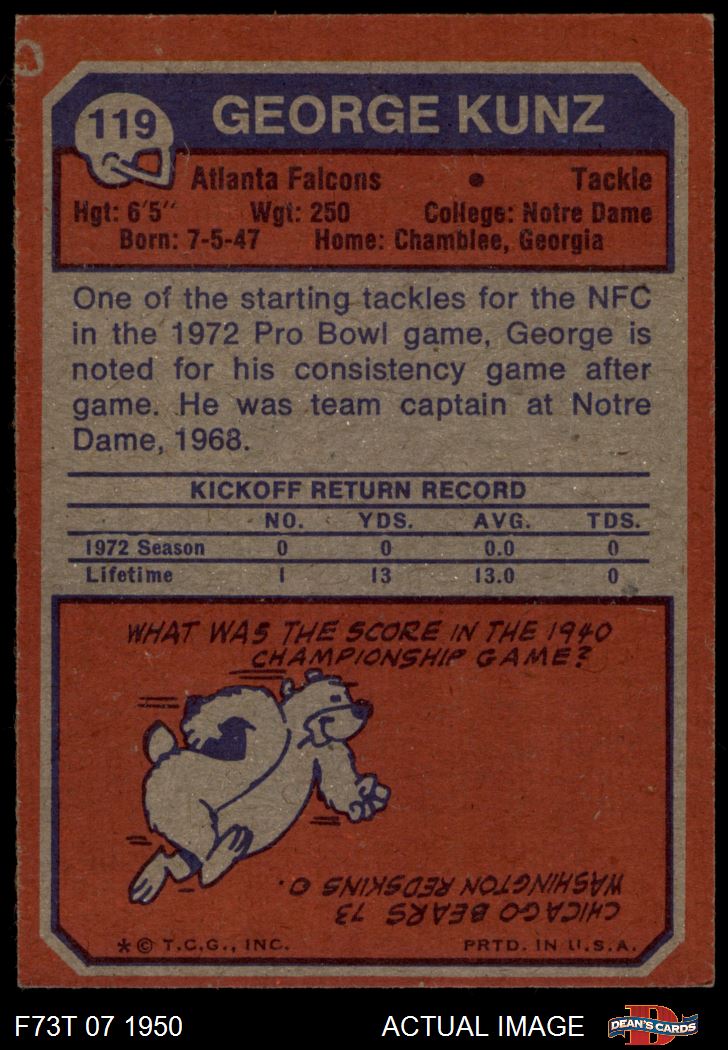 119
GEORGE KUNZ
Atlanta Falcons • Tackle
Hgt: 6'5" Wgt: 250 College: Notre Dame
Born: 7-5-47 Home: Chamblee, Georgia
One of the starting tackles for the NFC
in the 1972 Pro Bowl game, George is
noted for his consistency game after
game. He was team captain at Notre
Dame, 1968.
KICKOFF RETURN RECORD
NO. YDS. AVG. TDS.
1972 Season 0 0 0.0 0
Lifetime 1 13 13.0 0
WHAT WAS THE SCORE IN THE 1940
CHAMPIONSHIP GAME?
CHICAGO BEARS 73
WASHINGTON REDSKINS 0.
*© T.C.G., INC. PRTD. IN U.S.A.
F73T 07 1950 ACTUAL IMAGE
D
DEAN'S CARDS